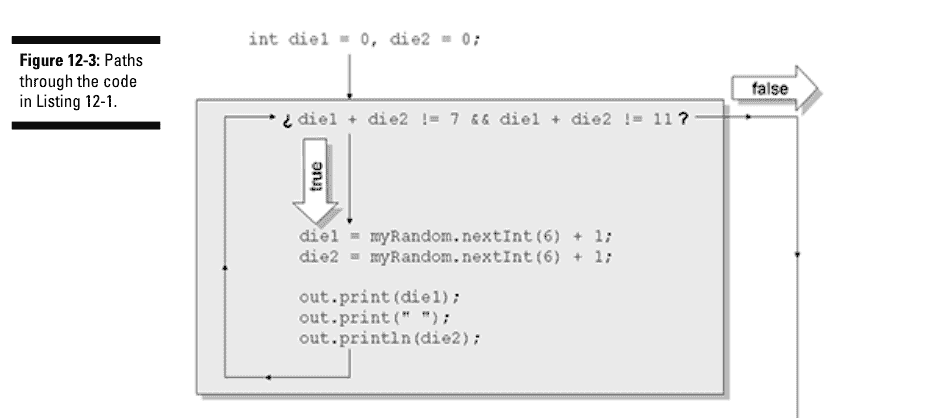 int die1 = 0, die2 = 0;
Figure 12-3: Paths
through the code
in Listing 12-1.
false
¿ die1 + die2 != 7 && die1 + die2 != 11 ?
true
die1 = myRandom.nextInt(6) + 1;
die2 = myRandom.nextInt(6) + 1;
out.print(die1);
out.print(" ");
out.println(die2);